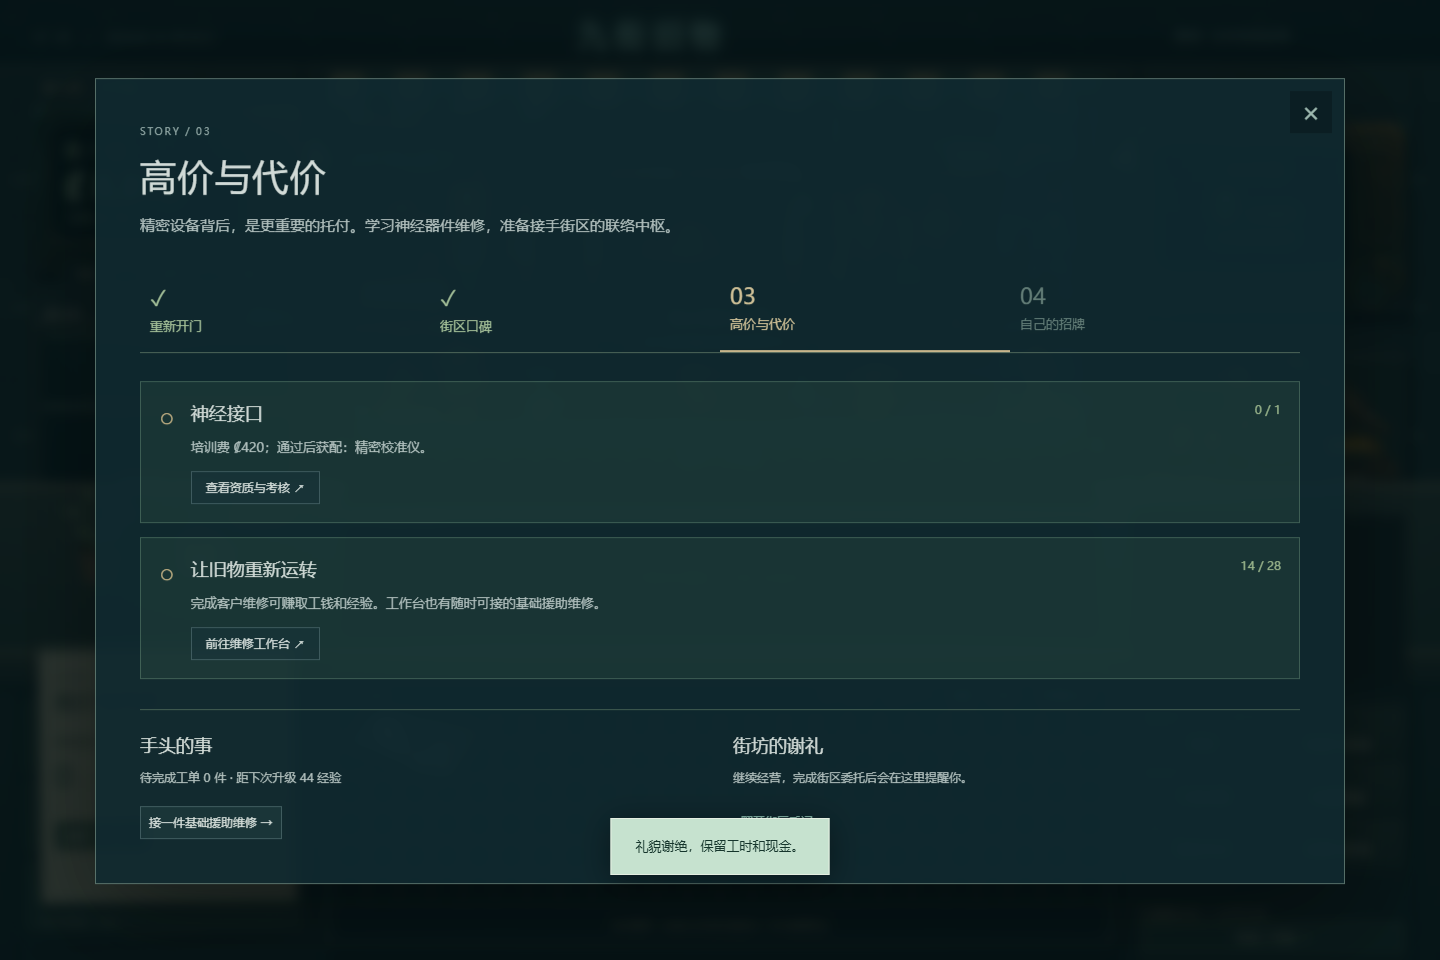 STORY / 03
高价与代价
精密设备背后，是更重要的托付。学习神经器件维修，准备接手街区的联络中枢。
✓
重新开门
✓
街区口碑
03
高价与代价
04
自己的招牌
神经接口
0 / 1
培训费 ₡420；通过后获配：精密校准仪。
查看资质与考核 ↗
让旧物重新运转
14 / 28
完成客户维修可赚取工钱和经验。工作台也有随时可接的基础援助维修。
前往维修工作台 ↗
手头的事
待完成工单 0 件 · 距下次升级 44 经验
接一件基础援助维修 →
街坊的谢礼
继续经营，完成街区委托后会在这里提醒你。
礼貌谢绝，保留工时和现金。